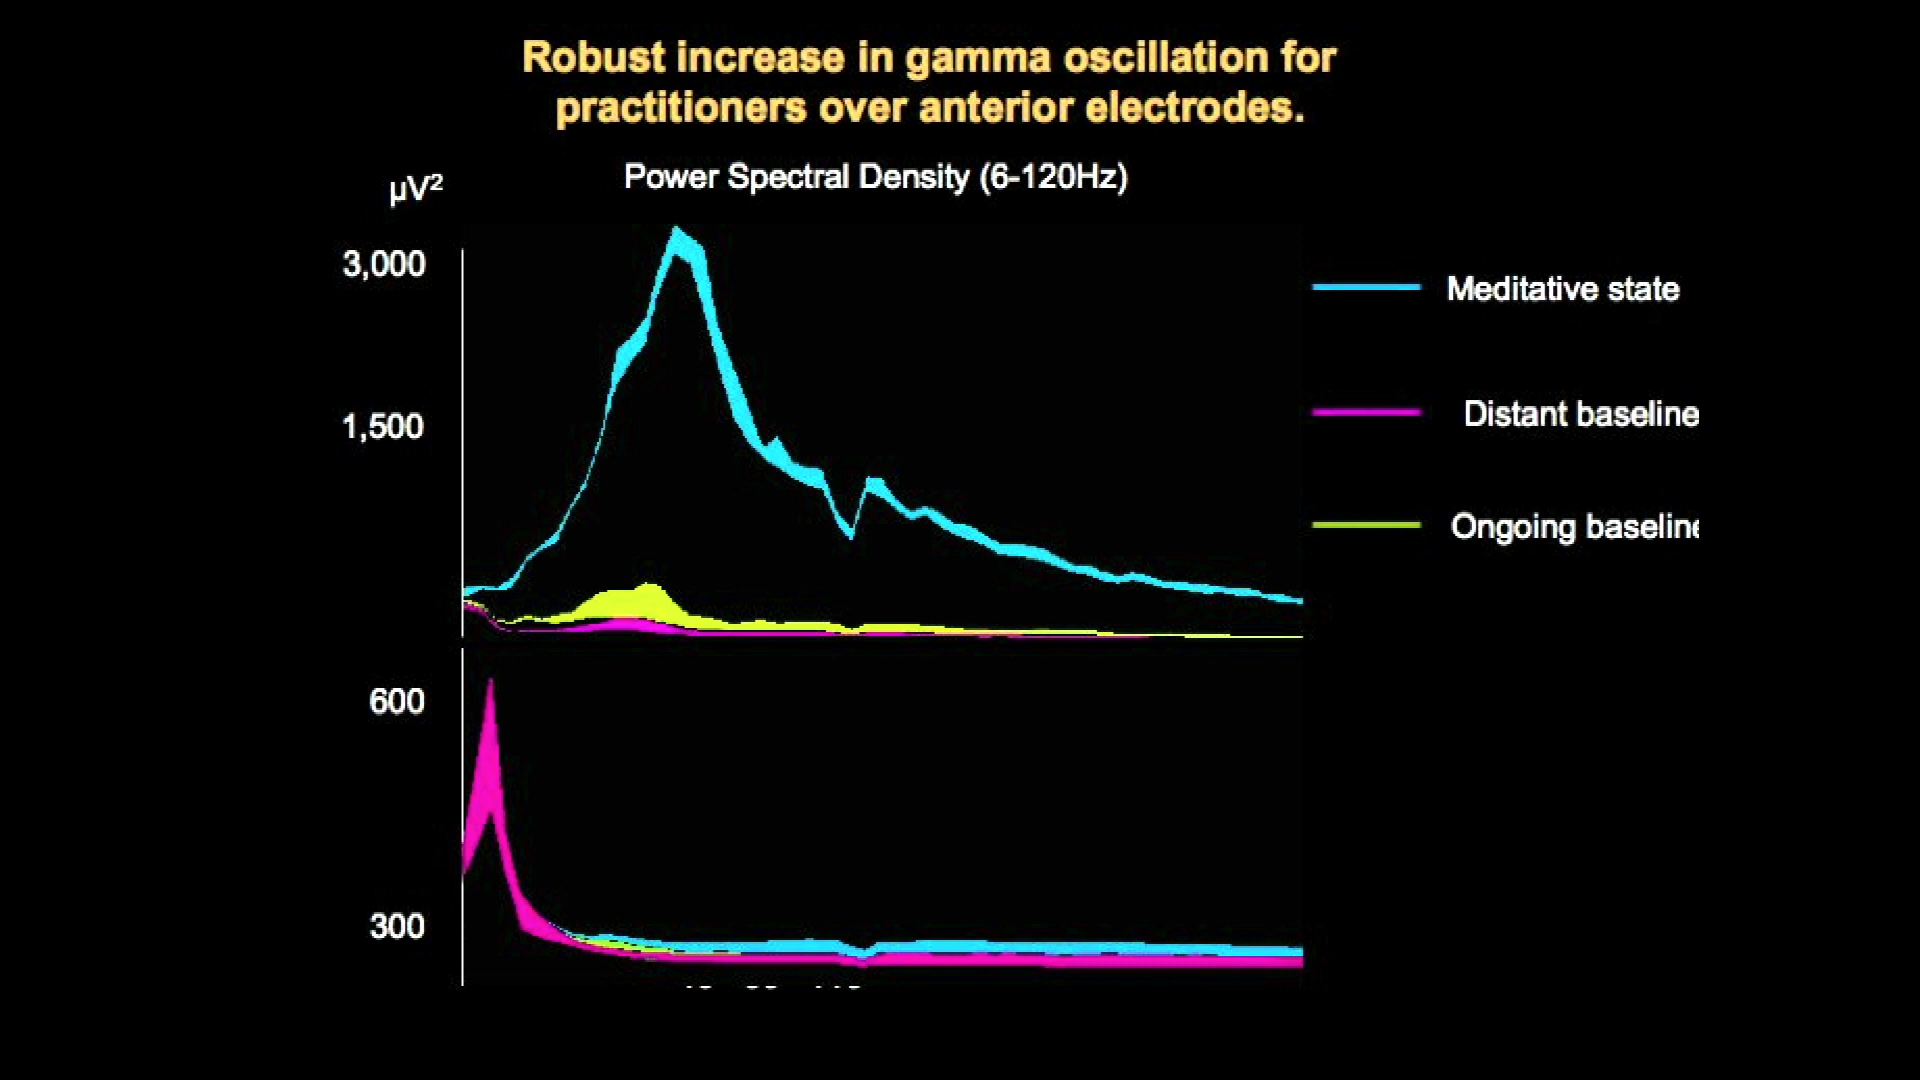 Robust increase in gamma oscillation for
practitioners over anterior electrodes.
Power Spectral Density (6-120Hz)
µV²
3,000
1,500
600
300
Meditative state
Distant baseline
Ongoing baseline